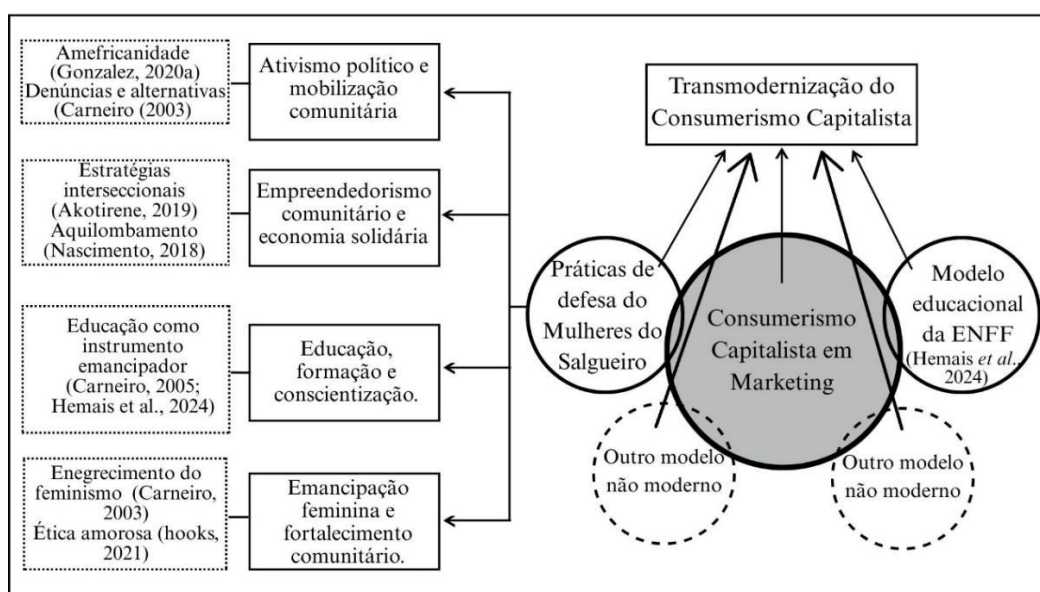 Amefricanidade
(Gonzalez, 2020a)
Denúncias e alternativas
(Carneiro (2003)
Ativismo político e
mobilização
comunitária
Estratégias
interseccionais
(Akotirene, 2019)
Aquilombamento
(Nascimento, 2018)
Empreendedorismo
comunitário e
economia solidária
Educação como
instrumento
emancipador
(Carneiro, 2005;
Hemais et al., 2024)
Educação,
formação e
conscientização.
Enegrecimento do
feminismo (Carneiro,
2003)
Ética amorosa (hooks,
2021)
Emancipação
feminina e
fortalecimento
comunitário.
Transmodernização do
Consumerismo Capitalista
Práticas de
defesa do
Mulheres do
Salgueiro
Consumerismo
Capitalista em
Marketing
Modelo
educacional
da ENFF
(Hemais et al.,
2024)
Outro modelo
não moderno
Outro modelo
não moderno